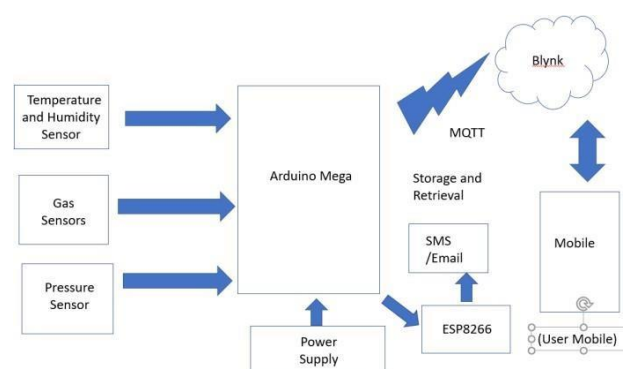 Blynk
Temperature
and Humidity
Sensor
MQTT
Arduino Mega
Storage and
Retrieval
Gas
Sensors
SMS
/Email
Mobile
Pressure
Sensor
ESP8266
(User Mobile)
Power
Supply